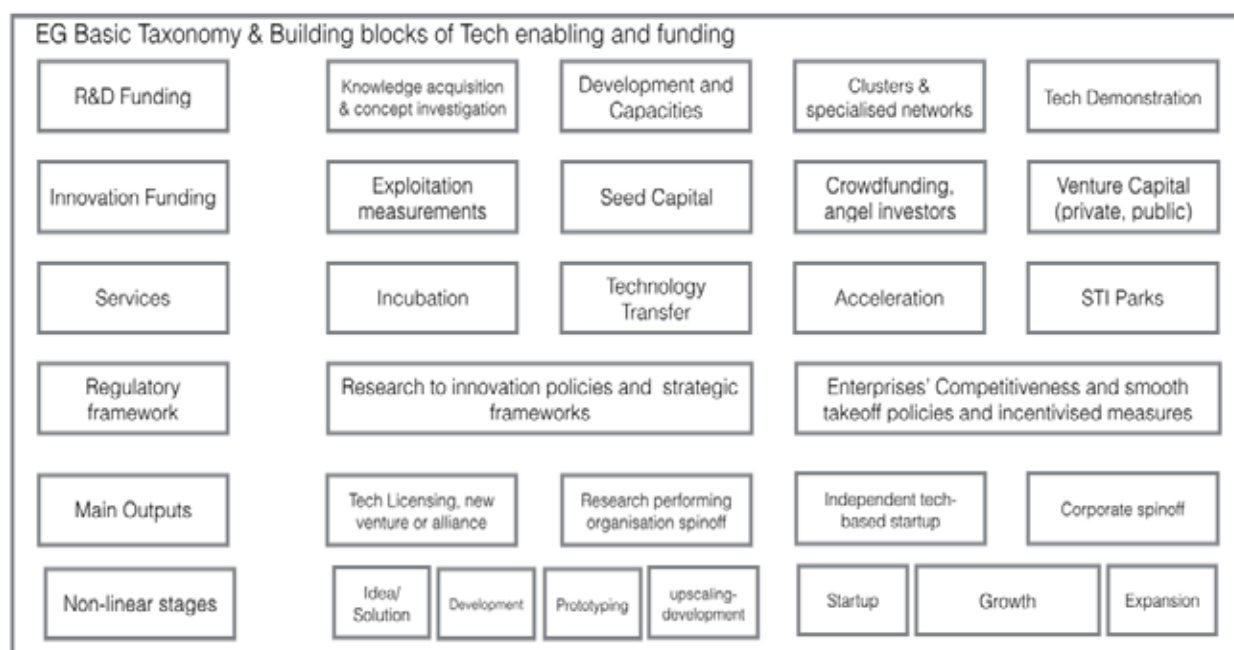 EG Basic Taxonomy & Building blocks of Tech enabling and funding
R&D Funding
Knowledge acquisition
& concept investigation
Development and
Capacities
Clusters &
specialised networks
Tech Demonstration
Innovation Funding
Exploitation
measurements
Seed Capital
Crowdfunding,
angel investors
Venture Capital
(private, public)
Services
Incubation
Technology
Transfer
Acceleration
STI Parks
Regulatory
framework
Research to innovation policies and strategic
frameworks
Enterprises' Competitiveness and smooth
takeoff policies and incentivised measures
Main Outputs
Tech Licensing, new
venture or alliance
Research performing
organisation spinoff
Independent tech-
based startup
Corporate spinoff
Non-linear stages
Idea/
Solution
Development
Prototyping
upscaling-
development
Startup
Growth
Expansion